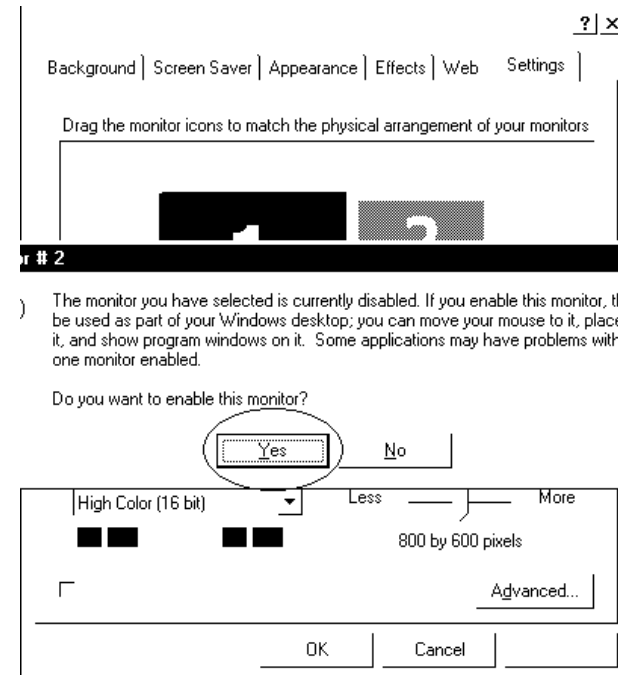 ? ×
Background Screen Saver Appearance Effects Web Settings
Drag the monitor icons to match the physical arrangement of your monitors
1 2
or # 2
The monitor you have selected is currently disabled. If you enable this monitor, t
be used as part of your Windows desktop; you can move your mouse to it, place
it, and show program windows on it. Some applications may have problems with
one monitor enabled.
Do you want to enable this monitor?
Yes No
High Color (16 bit) Less More
800 by 600 pixels
Advanced...
OK Cancel